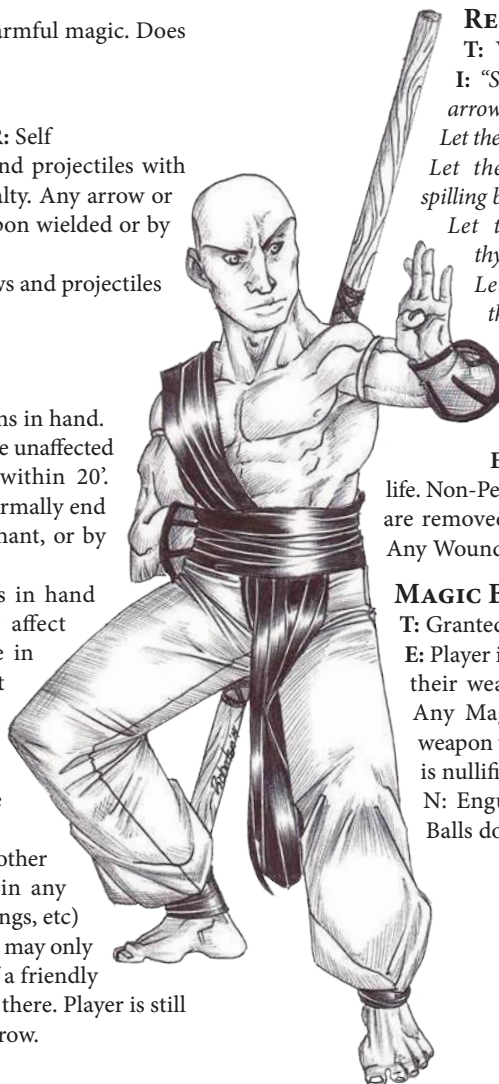 armful magic. Does
R: Self
nd projectiles with
alty. Any arrow or
pon wielded or by
ws and projectiles
ns in hand.
e unaffected
within 20’.
rmally end
nant, or by
s in hand
affect
e in
t
e
other
in any
ngs, etc)
may only
f a friendly
there. Player is still
row.
RE
T:
I: “S
arrow
Let the
Let the
spilling b
Let t
thy
Let
th
E
life. Non-Pe
are removed
Any Wound
MAGIC B
T: Granted
E: Player i
their wea
Any Mag
weapon
is nullifi
N: Engu
Balls do